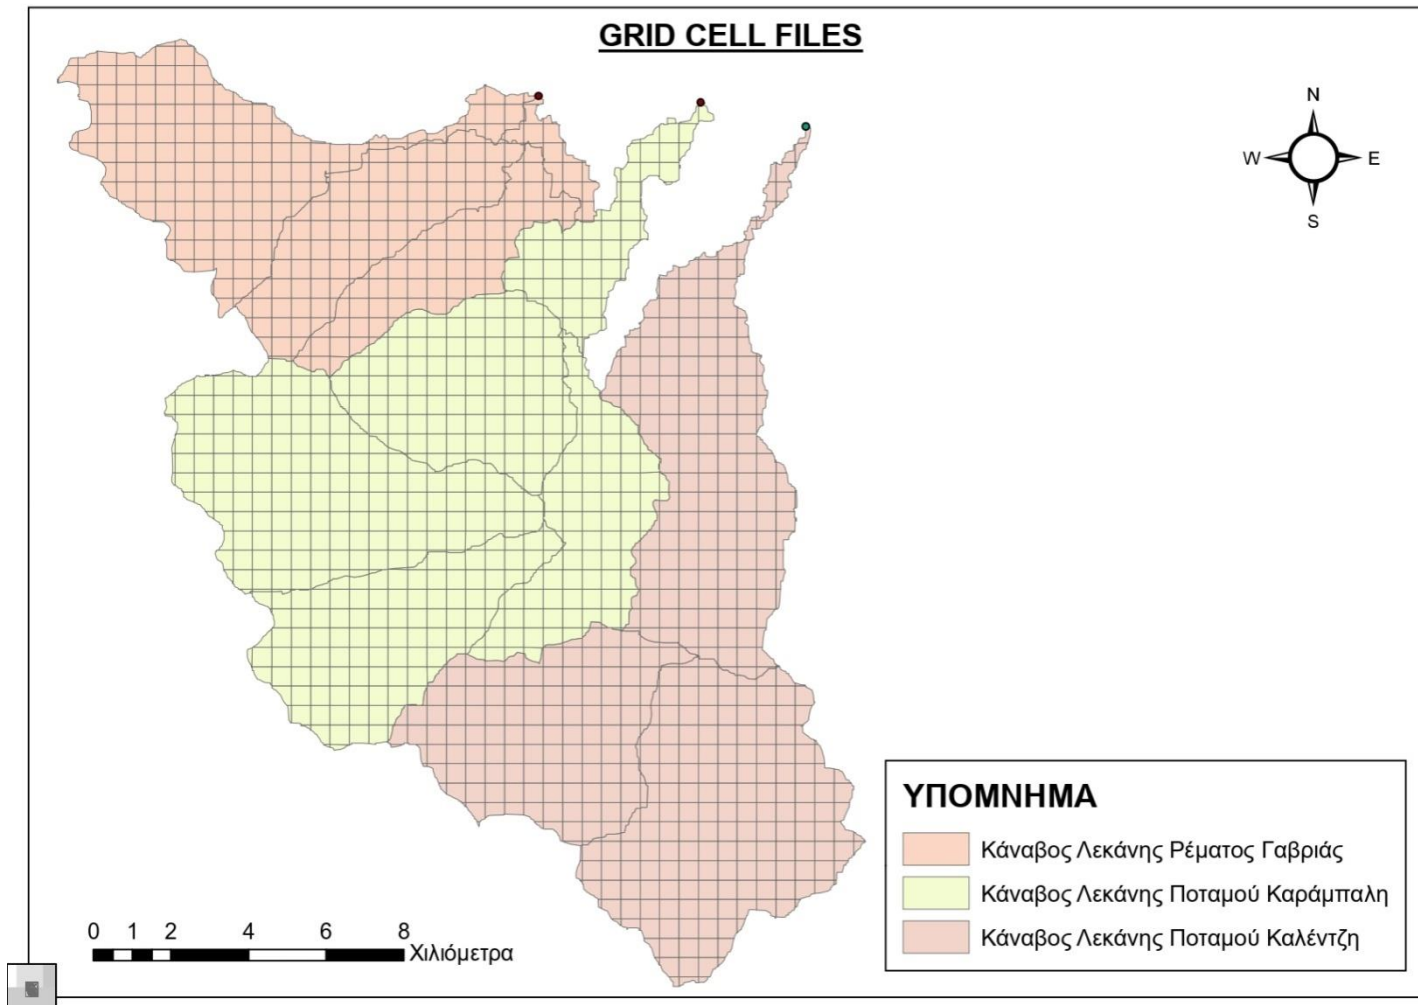 GRID CELL FILES
N
W E
S
ΥΠΟΜΝΗΜΑ
Κάναβος Λεκάνης Ρέματος Γαβριάς
Κάναβος Λεκάνης Ποταμού Καράμπαλη
Κάναβος Λεκάνης Ποταμού Καλέντζη
0 1 2 4 6 8
Χιλιόμετρα